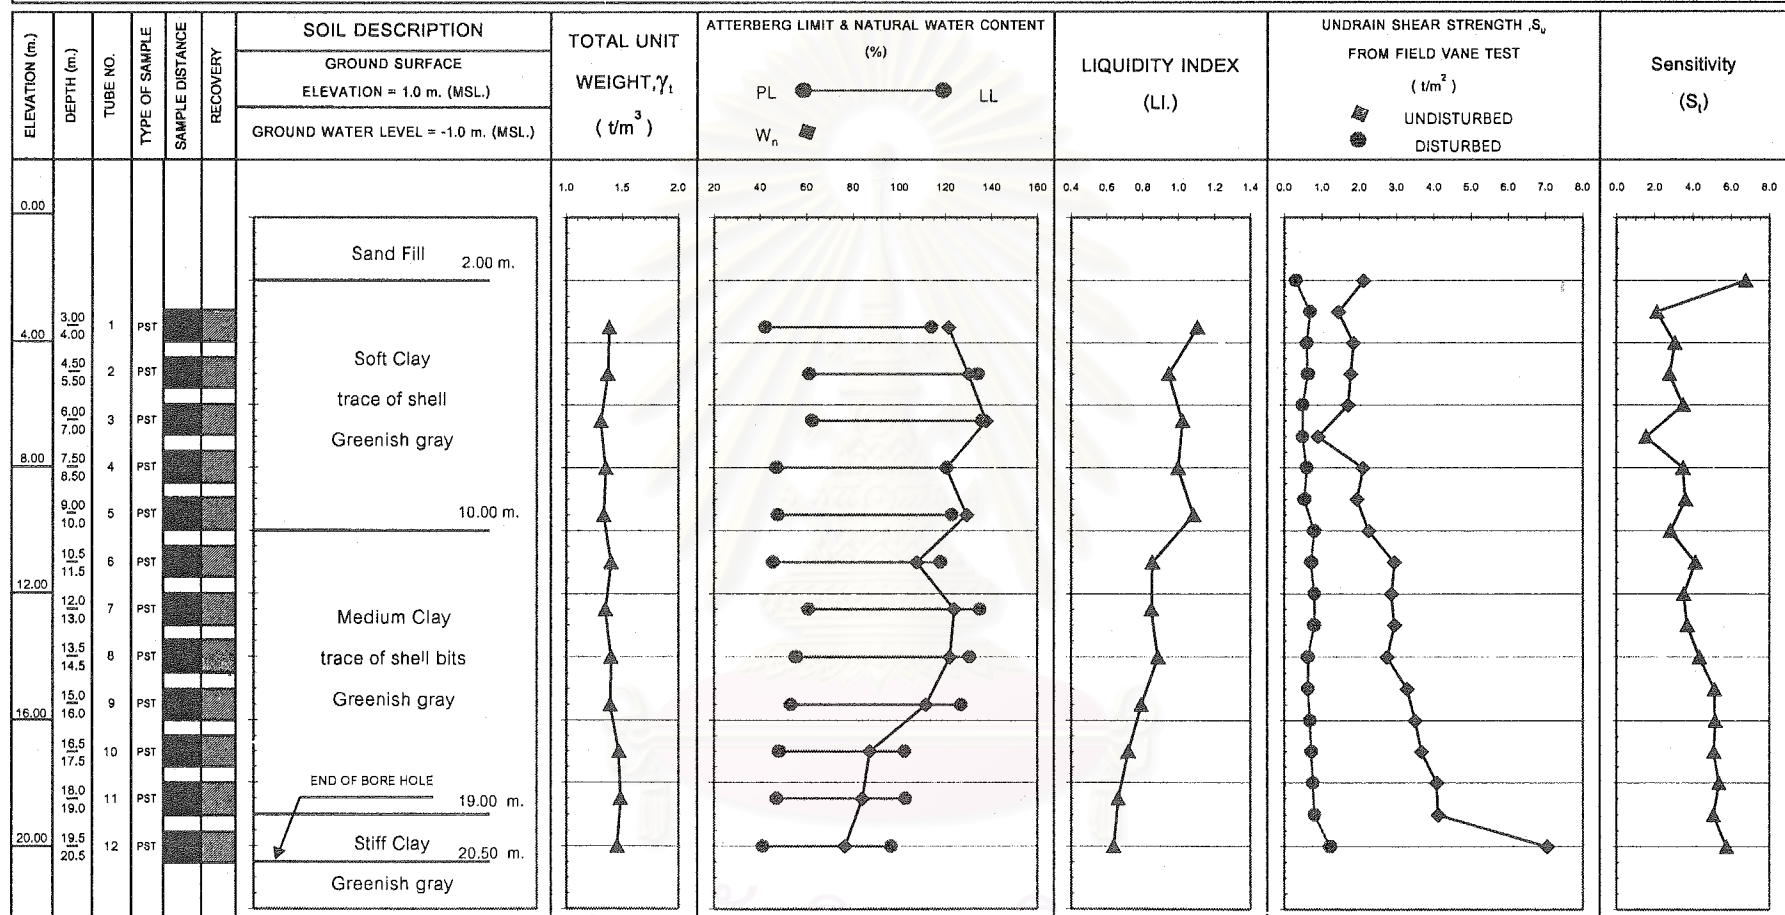 ELEVATION (m.)
DEPTH (m.)
TUBE NO.
TYPE OF SAMPLE
SAMPLE DISTANCE
RECOVERY
SOIL DESCRIPTION
GROUND SURFACE
ELEVATION = 1.0 m. (MSL.)
GROUND WATER LEVEL = -1.0 m. (MSL.)
TOTAL UNIT
WEIGHT,γt
( t/m³ )
ATTERBERG LIMIT & NATURAL WATER CONTENT
(%)
PL LL
Wn
LIQUIDITY INDEX
(LI.)
UNDRAIN SHEAR STRENGTH ,Su
FROM FIELD VANE TEST
( t/m² )
UNDISTURBED
DISTURBED
Sensitivity
(St)
1.0 1.5 2.0
20 40 60 80 100 120 140 160
0.4 0.6 0.8 1.0 1.2 1.4
0.0 1.0 2.0 3.0 4.0 5.0 6.0 7.0 8.0
0.0 2.0 4.0 6.0 8.0
0.00
Sand Fill 2.00 m.
3.00
4.00 1 PST
4.00
Soft Clay
4.50
5.50 2 PST
trace of shell
6.00
7.00 3 PST
Greenish gray
8.00
7.50
8.50 4 PST
9.00
10.0 5 PST
10.00 m.
10.5
11.5 6 PST
12.00
12.0
13.0 7 PST
Medium Clay
13.5
14.5 8 PST
trace of shell bits
15.0
16.0 9 PST
Greenish gray
16.00
16.5
17.5 10 PST
END OF BORE HOLE
18.0
19.0 11 PST
19.00 m.
20.00
19.5
20.5 12 PST
Stiff Clay
20.50 m.
Greenish gray